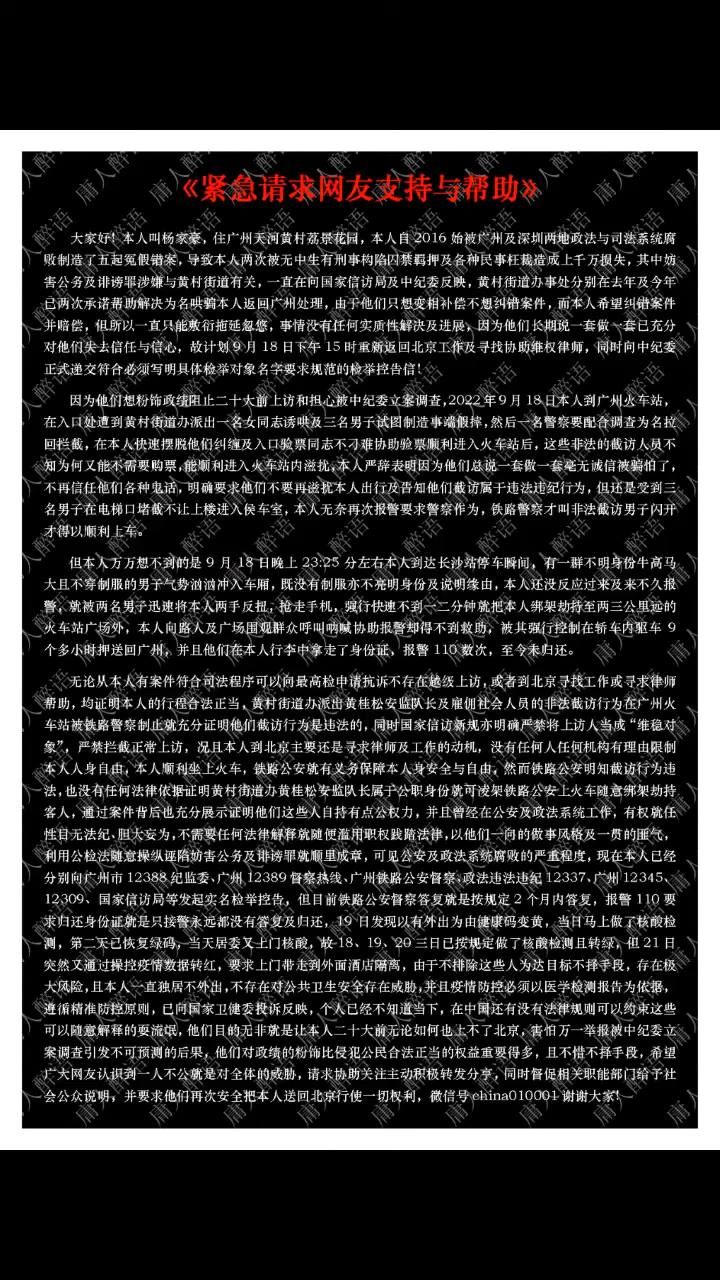 《紧急请求网友支持与帮助》
大家好！本人叫杨家豪，住广州天河黄村荔景花园，本人自 2016 始被广州及深圳两地政法与司法系统腐
败制造了五起冤假错案，导致本人两次被无中生有刑事构陷囚禁羁押及各种民事枉裁造成上千万损失，其中妨
害公务及诽谤罪涉嫌与黄村街道有关，一直在向国家信访局及中纪委反映，黄村街道办事处分别在去年及今年
已两次承诺帮助解决为名哄骗本人返回广州处理，由于他们只想变相补偿不想纠错案件，而本人希望纠错案件
并赔偿，但所以一直只能敷衍拖延忽悠，事情没有任何实质性解决及进展，因为他们长期说一套做一套已充分
对他们失去信任与信心，故计划 9 月 18 日下午 15 时重新返回北京工作及寻找协助维权律师，同时向中纪委
正式递交符合必须写明具体检举对象名字要求规范的检举控告信！
因为他们想粉饰政绩阻止二十大前上访和担心被中纪委立案调查,2022 年 9 月 18 日本人到广州火车站，
在入口处遭到黄村街道办派出一名女同志诱哄及三名男子试图制造事端假摔，然后一名警察要配合调查为名拉
回拦截，在本人快速摆脱他们纠缠及入口验票同志不刁难协助验票顺利进入火车站后，这些非法的截访人员不
知为何又能不需要购票，能顺利进入火车站内滋扰，本人严辞表明因为他们总说一套做一套毫无诚信被骗怕了，
不再信任他们各种鬼话，明确要求他们不要再滋扰本人出行及告知他们截访属于违法违纪行为，但还是受到三
名男子在电梯口堵截不让上楼进入侯车室，本人无奈再次报警要求警察作为，铁路警察才叫非法截访男子闪开
才得以顺利上车。
但本人万万想不到的是 9 月 18 日晚上 23:25 分左右本人到达长沙站停车瞬间，有一群不明身份牛高马
大且不穿制服的男子气势汹汹冲入车厢，既没有制服亦不亮明身份及说明缘由，本人还没反应过来及来不久报
警，就被两名男子迅速将本人两手反扭，抢走手机，强行快速不到一二分钟就把本人绑架劫持至两三公里远的
火车站广场外，本人向路人及广场围观群众呼叫呐喊协助报警却得不到救助，被其强行控制在轿车内驱车 9
个多小时押送回广州，并且他们在本人行李中拿走了身份证，报警 110 数次，至今未归还。
无论从本人有案件符合司法程序可以向最高检申请抗诉不存在越级上访，或者到北京寻找工作或寻求律师
帮助，均证明本人的行程合法正当，黄村街道办派出黄桂松安监队长及雇佣社会人员的非法截访行为在广州火
车站被铁路警察制止就充分证明他们截访行为是违法的，同时国家信访新规亦明确严禁将上访人当成“维稳对
象”，严禁拦截正常上访，况且本人到北京主要还是寻求律师及工作的动机，没有任何人任何机构有理由限制
本人人身自由，本人顺利坐上火车，铁路公安就有义务保障本人身安全与自由，然而铁路公安明知截访行为违
法，也没有任何法律依据证明黄村街道办黄桂松安监队长属于公职身份就可凌架铁路公安上火车随意绑架劫持
客人，通过案件背后也充分展示证明他们这些人自持有点公权力，并且曾经在公安及政法系统工作，有权就任
性目无法纪、胆大妄为，不需要任何法律解释就随便滥用职权践踏法律，以他们一向的做事风格及一贯的匪气，
利用公检法随意操纵诬陷妨害公务及诽谤罪就顺里成章，可见公安及政法系统腐败的严重程度，现在本人已经
分别向广州市 12388 纪监委、广州 12389 督察热线、广州铁路公安督察、政法违法违纪 12337、广州 12345、
12309、 国家信访局等发起实名检举控告，但目前铁路公安督察答复就是按规定 2 个月内答复，报警 110 要
求归还身份证就是只接警永远都没有答复及归还，19 日发现以有外出为由健康码变黄，当日马上做了核酸检
测，第二天已恢复绿码，当天居委又上门核酸，故 18、19、20 三日已按规定做了核酸检测且转绿，但 21 日
突然又通过操控疫情数据转红，要求上门带走到外面酒店隔离，由于不排除这些人为达目标不择手段，存在极
大风险，且本人一直独居不外出，不存在对公共卫生安全存在威胁，并且疫情防控必须以医学检测报告为依据，
遵循精准防控原则，已向国家卫健委投诉反映，个人已经不知道当下，在中国还有没有法律规则可以约束这些
可以随意解释的耍流氓，他们目的无非就是让本人二十大前无论如何也上不了北京，害怕万一举报被中纪委立
案调查引发不可预测的后果，他们对政绩的粉饰比侵犯公民合法正当的权益重要得多，且不惜不择手段，希望
广大网友认识到一人不公就是对全体的威胁，请求协助关注主动积极转发分享，同时督促相关职能部门给予社
会公众说明，并要求他们再次安全把本人送回北京行使一切权利，微信号 china010001 谢谢大家！
庸人醉语